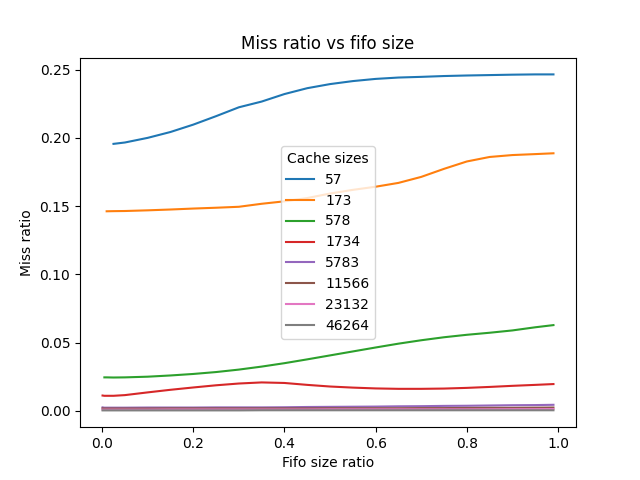 Miss ratio vs fifo size
0.25
0.20
0.15
0.10
0.05
0.00
Miss ratio
Cache sizes
57
173
578
1734
5783
11566
23132
46264
0.0 0.2 0.4 0.6 0.8 1.0
Fifo size ratio